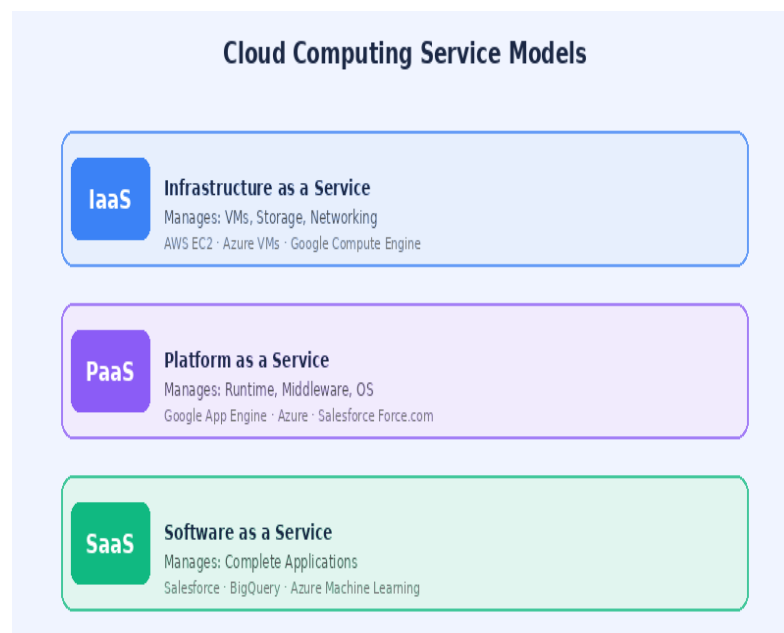 Cloud Computing Service Models
IaaS
Infrastructure as a Service
Manages: VMs, Storage, Networking
AWS EC2 · Azure VMs · Google Compute Engine
PaaS
Platform as a Service
Manages: Runtime, Middleware, OS
Google App Engine · Azure · Salesforce Force.com
SaaS
Software as a Service
Manages: Complete Applications
Salesforce · BigQuery · Azure Machine Learning